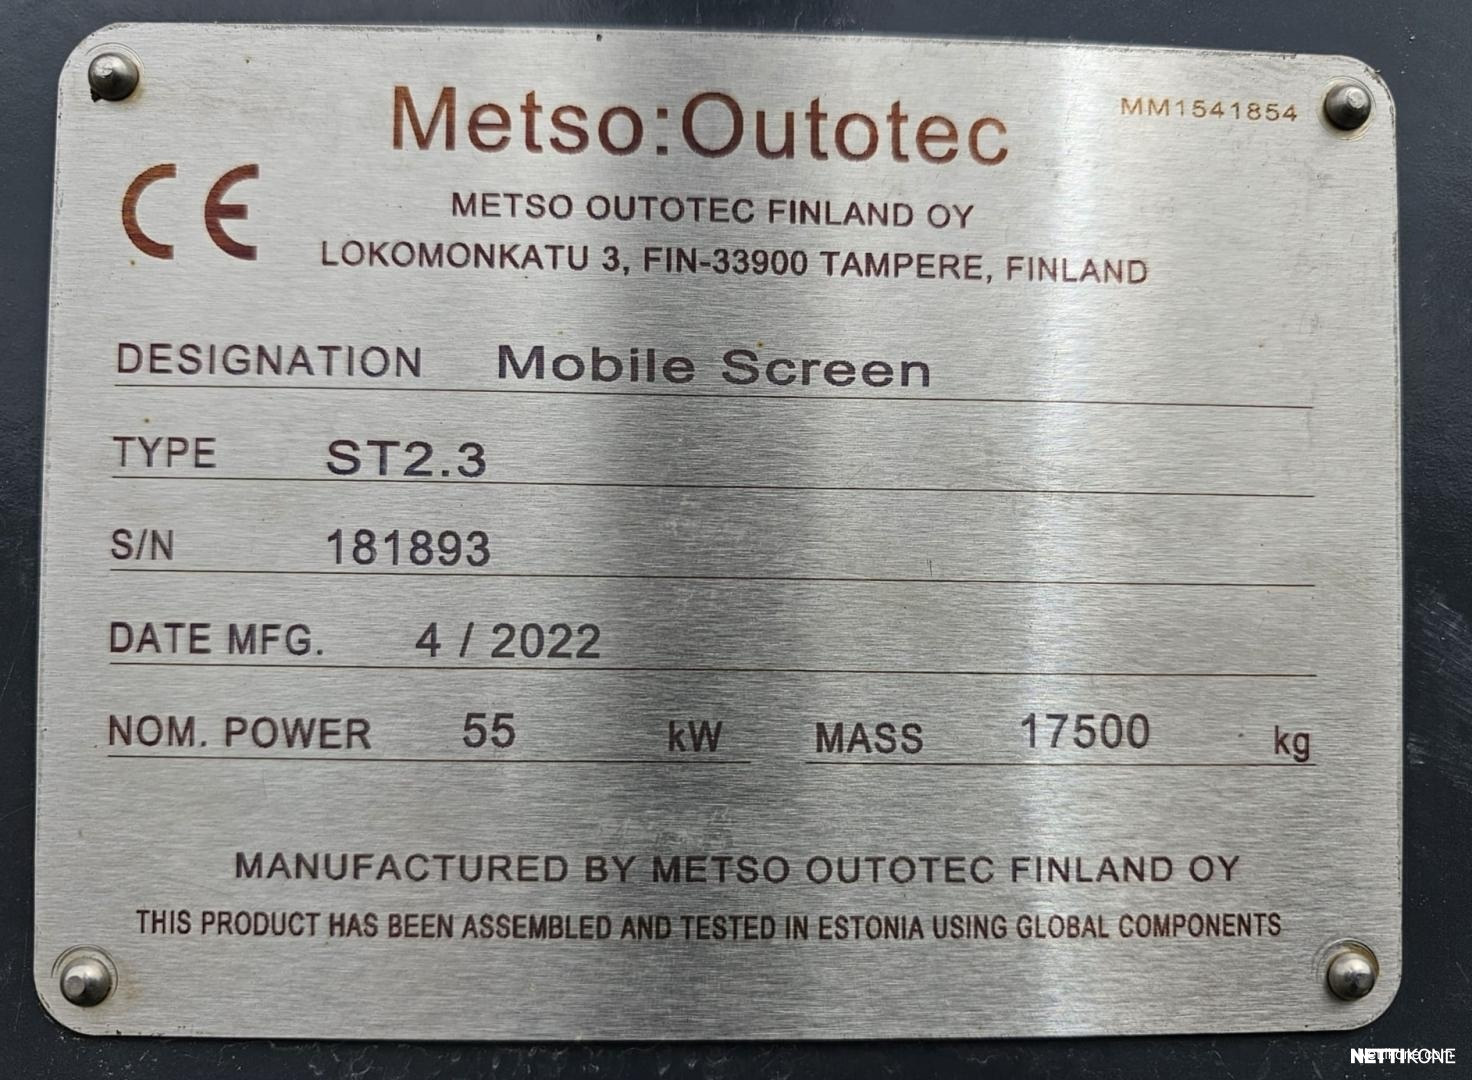 Metso:Outotec
MM1541854
CE
METSO OUTOTEC FINLAND OY
LOKOMONKATU 3, FIN-33900 TAMPERE, FINLAND
DESIGNATION Mobile Screen
TYPE ST2.3
S/N 181893
DATE MFG. 4 / 2022
NOM. POWER 55 kW MASS 17500 kg
MANUFACTURED BY METSO OUTOTEC FINLAND OY
THIS PRODUCT HAS BEEN ASSEMBLED AND TESTED IN ESTONIA USING GLOBAL COMPONENTS
NETTIKONE